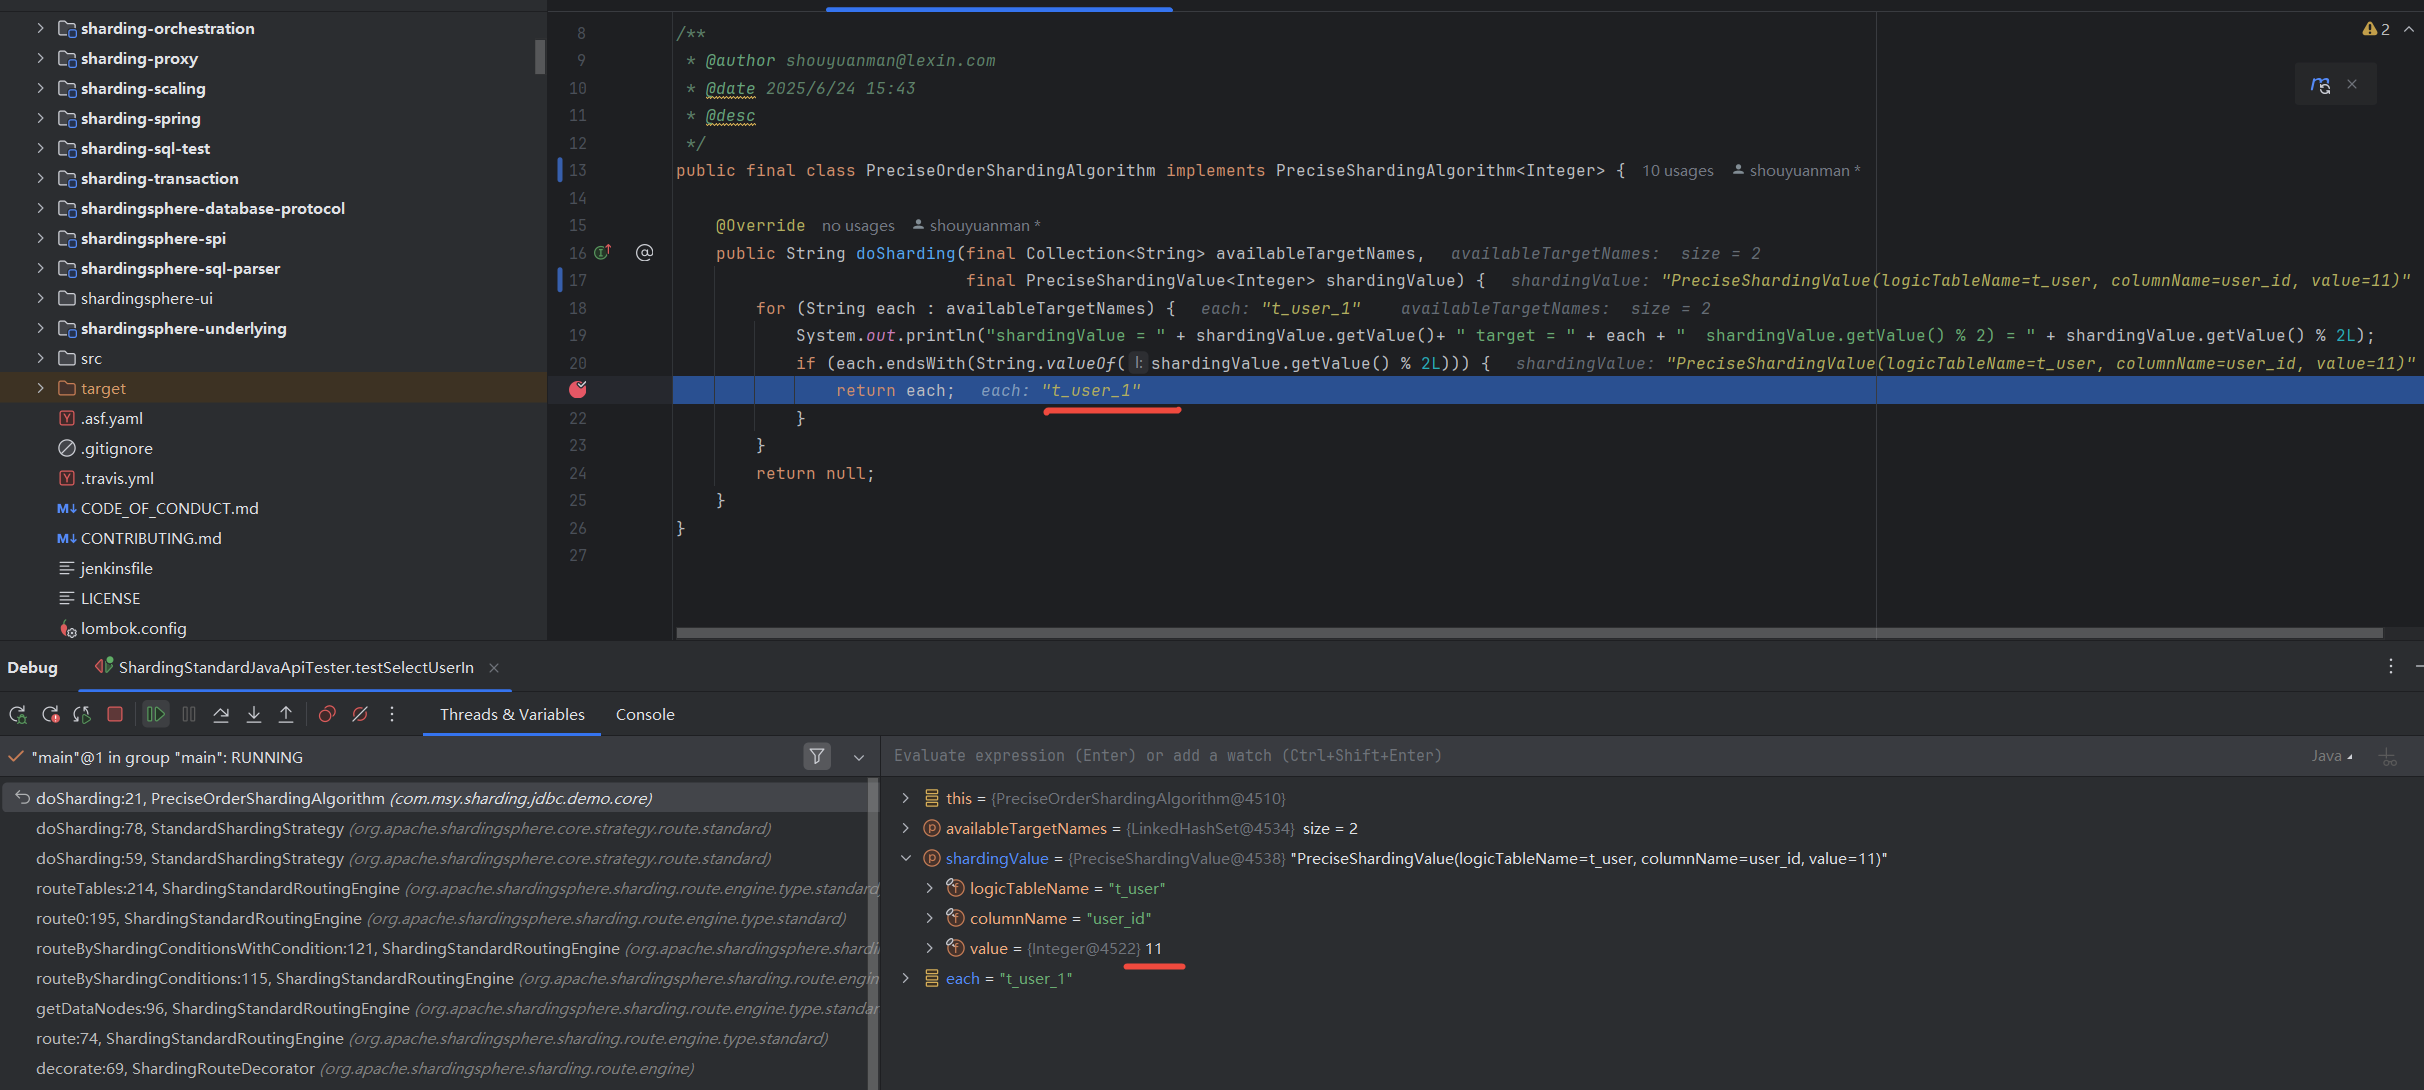 sharding-orchestration
sharding-proxy
sharding-scaling
sharding-spring
sharding-sql-test
sharding-transaction
shardingsphere-database-protocol
shardingsphere-spi
shardingsphere-sql-parser
shardingsphere-ui
shardingsphere-underlying
src
target
.asf.yaml
.gitignore
.travis.yml
CODE_OF_CONDUCT.md
CONTRIBUTING.md
jenkinsfile
LICENSE
lombok.config
2
8 /**
9 * @author shouyuanman@lexin.com
10 * @date 2025/6/24 15:43
11 * @desc
12 */
13 public final class PreciseOrderShardingAlgorithm implements PreciseShardingAlgorithm<Integer> { 10 usages shouyuanman *
14
15 @Override no usages shouyuanman *
16 public String doSharding(final Collection<String> availableTargetNames, availableTargetNames: size = 2
17 final PreciseShardingValue<Integer> shardingValue) { shardingValue: "PreciseShardingValue(logicTableName=t_user, columnName=user_id, value=11)"
18 for (String each : availableTargetNames) { each: "t_user_1" availableTargetNames: size = 2
19 System.out.println("shardingValue = " + shardingValue.getValue()+ " target = " + each + "  shardingValue.getValue() % 2) = " + shardingValue.getValue() % 2L);
20 if (each.endsWith(String.valueOf( l: shardingValue.getValue() % 2L))) { shardingValue: "PreciseShardingValue(logicTableName=t_user, columnName=user_id, value=11)"
return each; each: "t_user_1"
22 }
23 }
24 return null;
25 }
26 }
27
Debug ShardingStandardJavaApiTester.testSelectUserIn
Threads & Variables Console
"main"@1 in group "main": RUNNING
doSharding:21, PreciseOrderShardingAlgorithm (com.msy.sharding.jdbc.demo.core)
doSharding:78, StandardShardingStrategy (org.apache.shardingsphere.core.strategy.route.standard)
doSharding:59, StandardShardingStrategy (org.apache.shardingsphere.core.strategy.route.standard)
routeTables:214, ShardingStandardRoutingEngine (org.apache.shardingsphere.sharding.route.engine.type.standard
route0:195, ShardingStandardRoutingEngine (org.apache.shardingsphere.sharding.route.engine.type.standard)
routeByShardingConditionsWithCondition:121, ShardingStandardRoutingEngine (org.apache.shardingsphere.shardi
routeByShardingConditions:115, ShardingStandardRoutingEngine (org.apache.shardingsphere.sharding.route.engin
getDataNodes:96, ShardingStandardRoutingEngine (org.apache.shardingsphere.sharding.route.engine.type.standar
route:74, ShardingStandardRoutingEngine (org.apache.shardingsphere.sharding.route.engine.type.standard)
decorate:69, ShardingRouteDecorator (org.apache.shardingsphere.sharding.route.engine)
Evaluate expression (Enter) or add a watch (Ctrl+Shift+Enter) Java
this = {PreciseOrderShardingAlgorithm@4510}
availableTargetNames = {LinkedHashSet@4534} size = 2
shardingValue = {PreciseShardingValue@4538} "PreciseShardingValue(logicTableName=t_user, columnName=user_id, value=11)"
logicTableName = "t_user"
columnName = "user_id"
value = {Integer@4522} 11
each = "t_user_1"